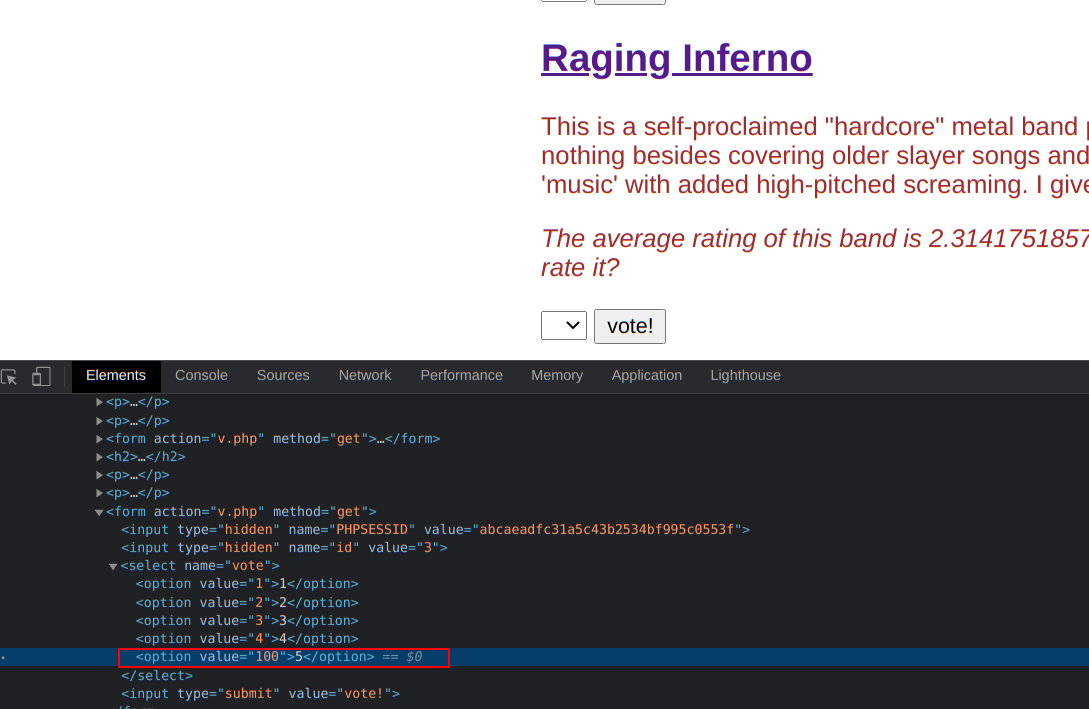 Raging Inferno
This is a self-proclaimed "hardcore" metal band
nothing besides covering older slayer songs and
'music' with added high-pitched screaming. I give
The average rating of this band is 2.3141751857
rate it?
vote!
Elements Console Sources Network Performance Memory Application Lighthouse
<p>…</p>
<p>…</p>
<form action="v.php" method="get">…</form>
<h2>…</h2>
<p>…</p>
<p>…</p>
<form action="v.php" method="get">
<input type="hidden" name="PHPSESSID" value="abcaeadfc31a5c43b2534bf995c0553f">
<input type="hidden" name="id" value="3">
<select name="vote">
<option value="1">1</option>
<option value="2">2</option>
<option value="3">3</option>
<option value="4">4</option>
<option value="100">5</option> == $0
</select>
<input type="submit" value="vote!">